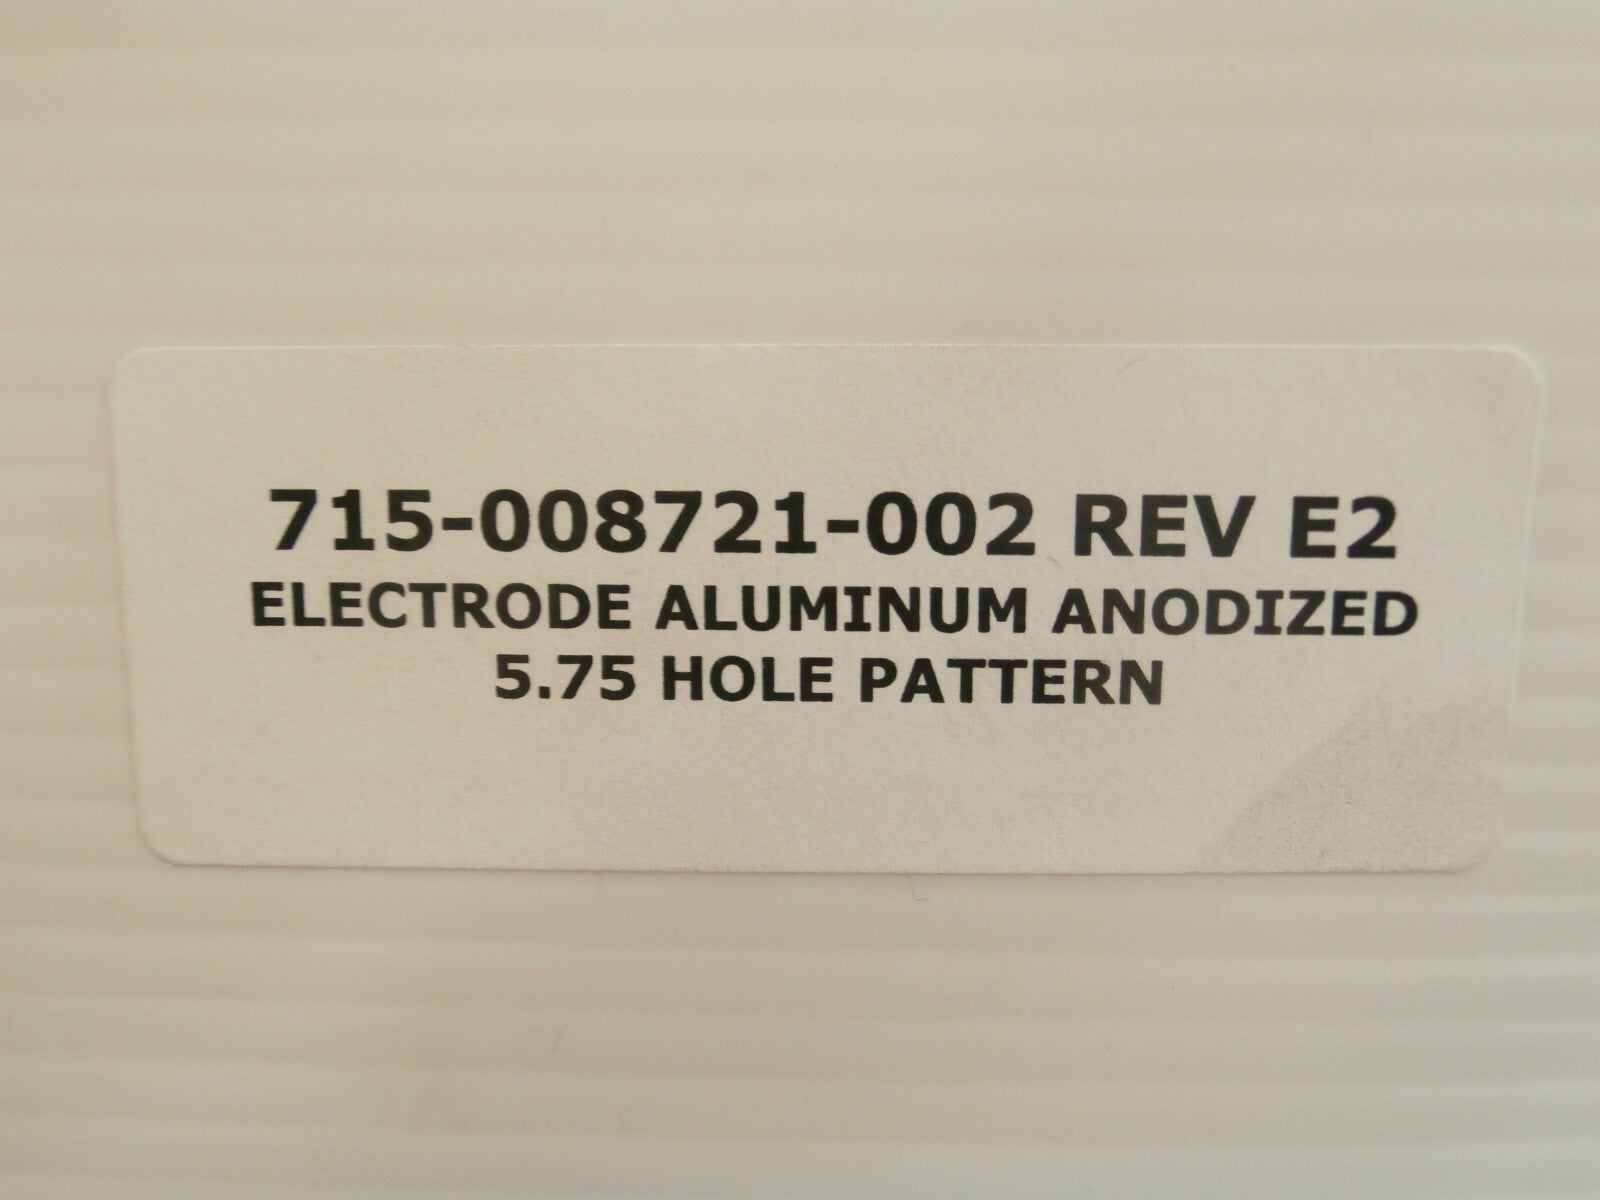 715-008721-002 REV E2
ELECTRODE ALUMINUM ANODIZED
5.75 HOLE PATTERN